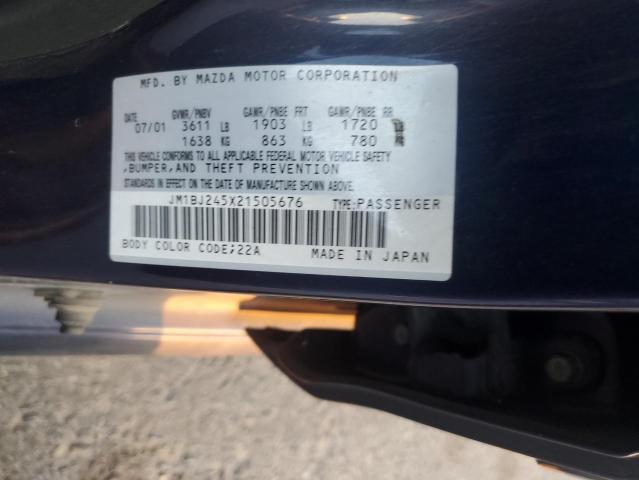 MFD. BY MAZDA MOTOR CORPORATION
DATE GVWR/PNBV GAWR/PNBE FRT GAWR/PNBE RR
07/01 3611 LB 1903 LB 1720 LB
1638 KG 863 KG 780 KG
THIS VEHICLE CONFORMS TO ALL APPLICABLE FEDERAL MOTOR VEHICLE SAFETY
,BUMPER,AND THEFT PREVENTION
STANDARDS IN EFFECT ON THE DATE OF MANUFACTURE SHOWN ABOVE.
JM1BJ245X21505676 TYPE:PASSENGER
BODY COLOR CODE;22A MADE IN JAPAN